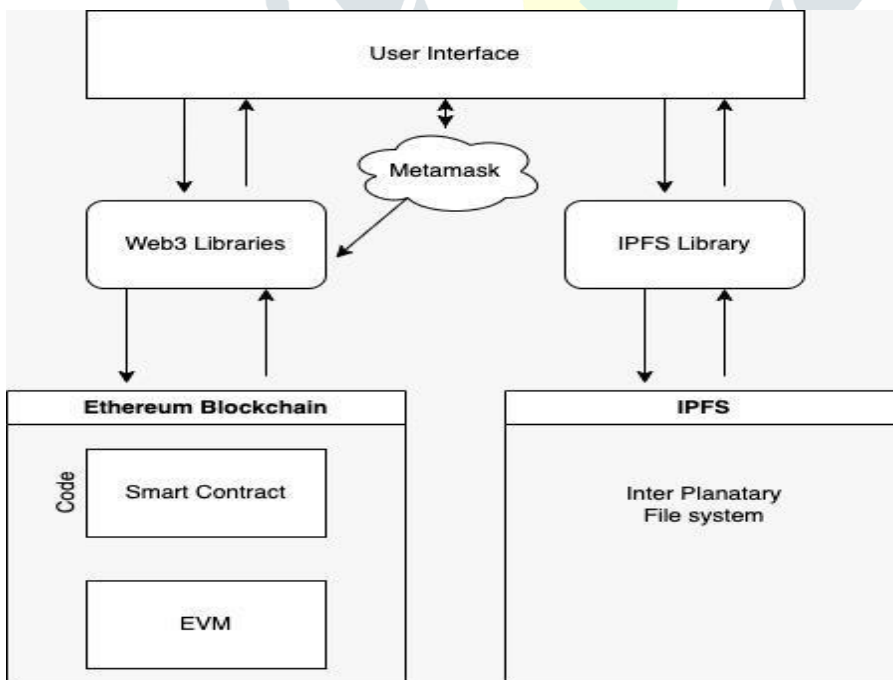 User Interface
Metamask
Web3 Libraries
IPFS Library
Ethereum Blockchain
Code
Smart Contract
EVM
IPFS
Inter Planatary
File system